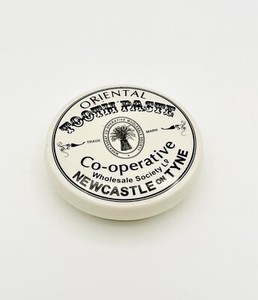 ORIENTAL
TOOTH PASTE
TRADE MARK
Co-operative
Wholesale Society Ld
NEWCASTLE ON TYNE